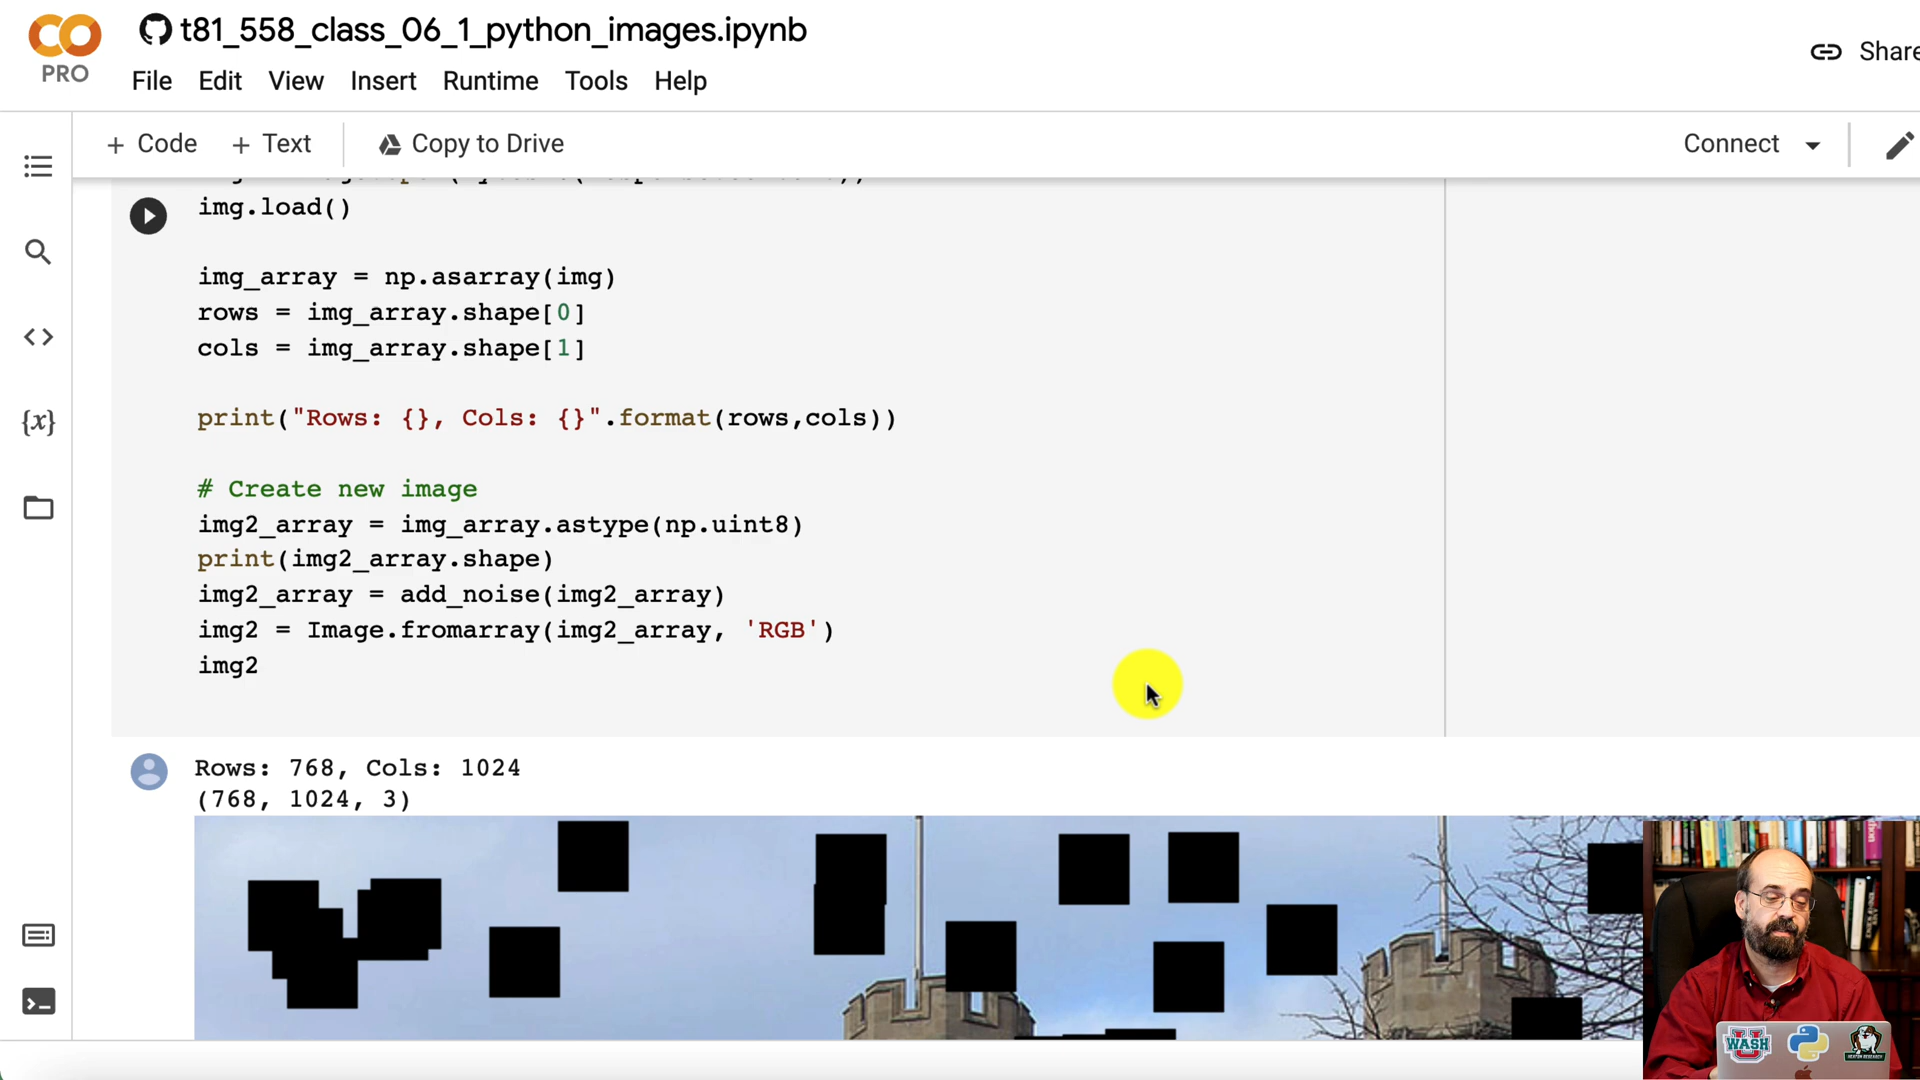 CO
PRO
t81_558_class_06_1_python_images.ipynb
Share
File Edit View Insert Runtime Tools Help
+ Code + Text Copy to Drive
Connect
img.load()
img_array = np.asarray(img)
rows = img_array.shape[0]
cols = img_array.shape[1]
print("Rows: {}, Cols: {}".format(rows,cols))
# Create new image
img2_array = img_array.astype(np.uint8)
print(img2_array.shape)
img2_array = add_noise(img2_array)
img2 = Image.fromarray(img2_array, 'RGB')
img2
{x}
Rows: 768, Cols: 1024
(768, 1024, 3)
WASH U